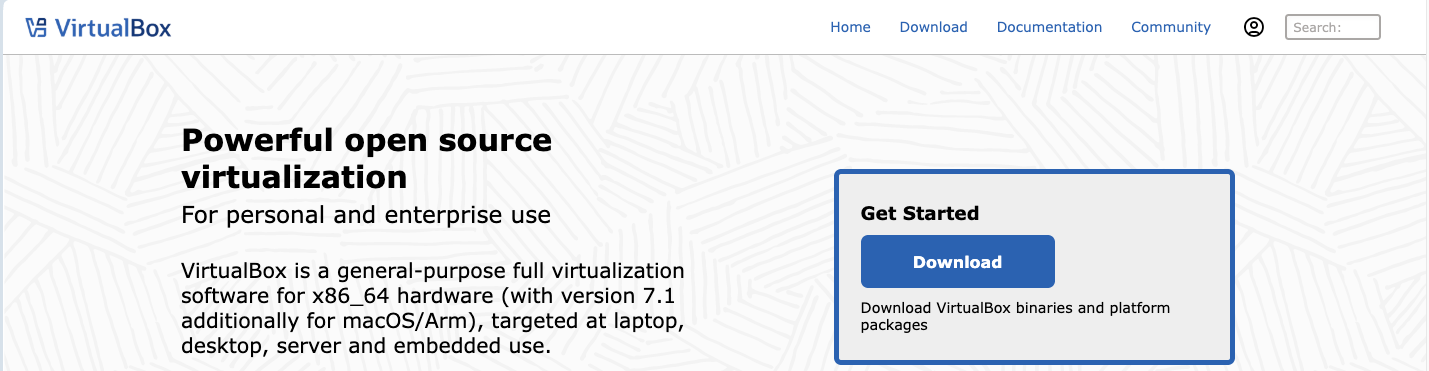 VirtualBox
Home
Download
Documentation
Community
Search:
Powerful open source
virtualization
For personal and enterprise use
VirtualBox is a general-purpose full virtualization
software for x86_64 hardware (with version 7.1
additionally for macOS/Arm), targeted at laptop,
desktop, server and embedded use.
Get Started
Download
Download VirtualBox binaries and platform
packages